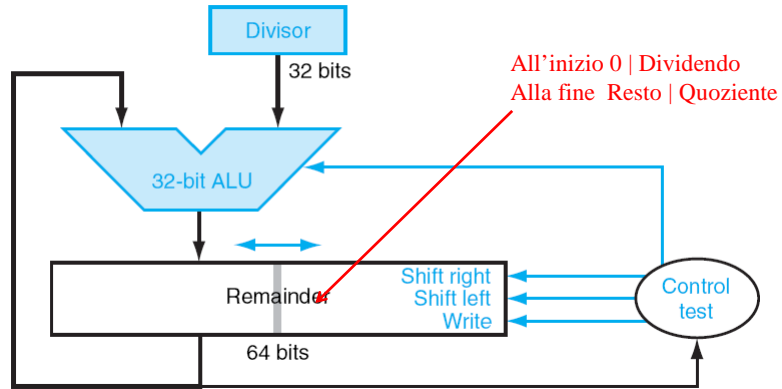 Divisor
32 bits
All'inizio 0 | Dividendo
Alla fine Resto | Quoziente
32-bit ALU
Remainder
Shift right
Shift left
Write
Control
test
64 bits